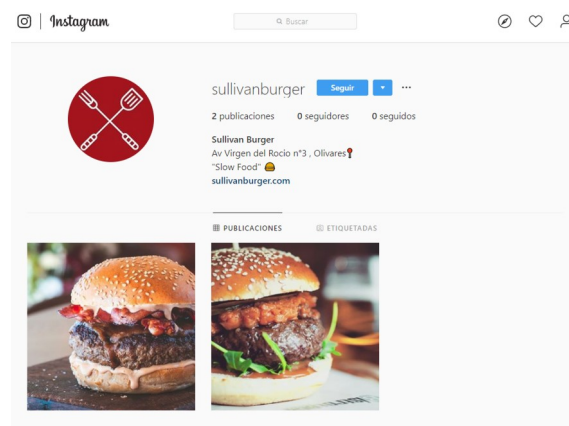 Instagram
Buscar
sullivanburger Seguir
2 publicaciones 0 seguidores 0 seguidos
Sullivan Burger
Av Virgen del Rocio n°3 , Olivares
"Slow Food"
sullivanburger.com
PUBLICACIONES ETIQUETADAS